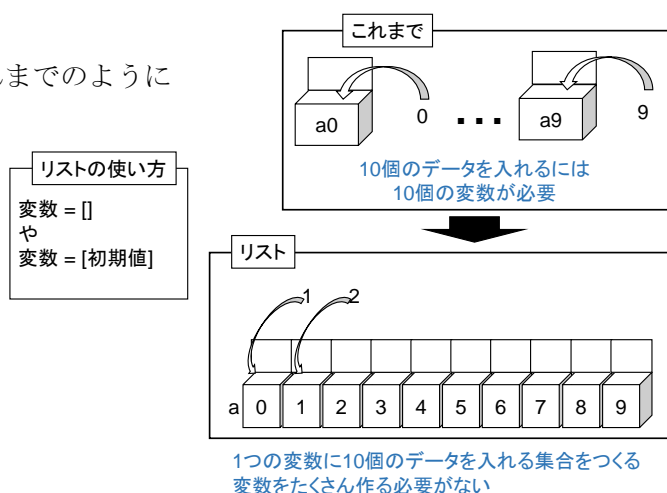 これまで
までのように
a0
0
...
a9
9
10個のデータを入れるには
10個の変数が必要
リストの使い方
変数 = []
や
変数 = [初期値]
リスト
1 2
a 0 1 2 3 4 5 6 7 8 9
1つの変数に10個のデータを入れる集合をつくる
変数をたくさん作る必要がない